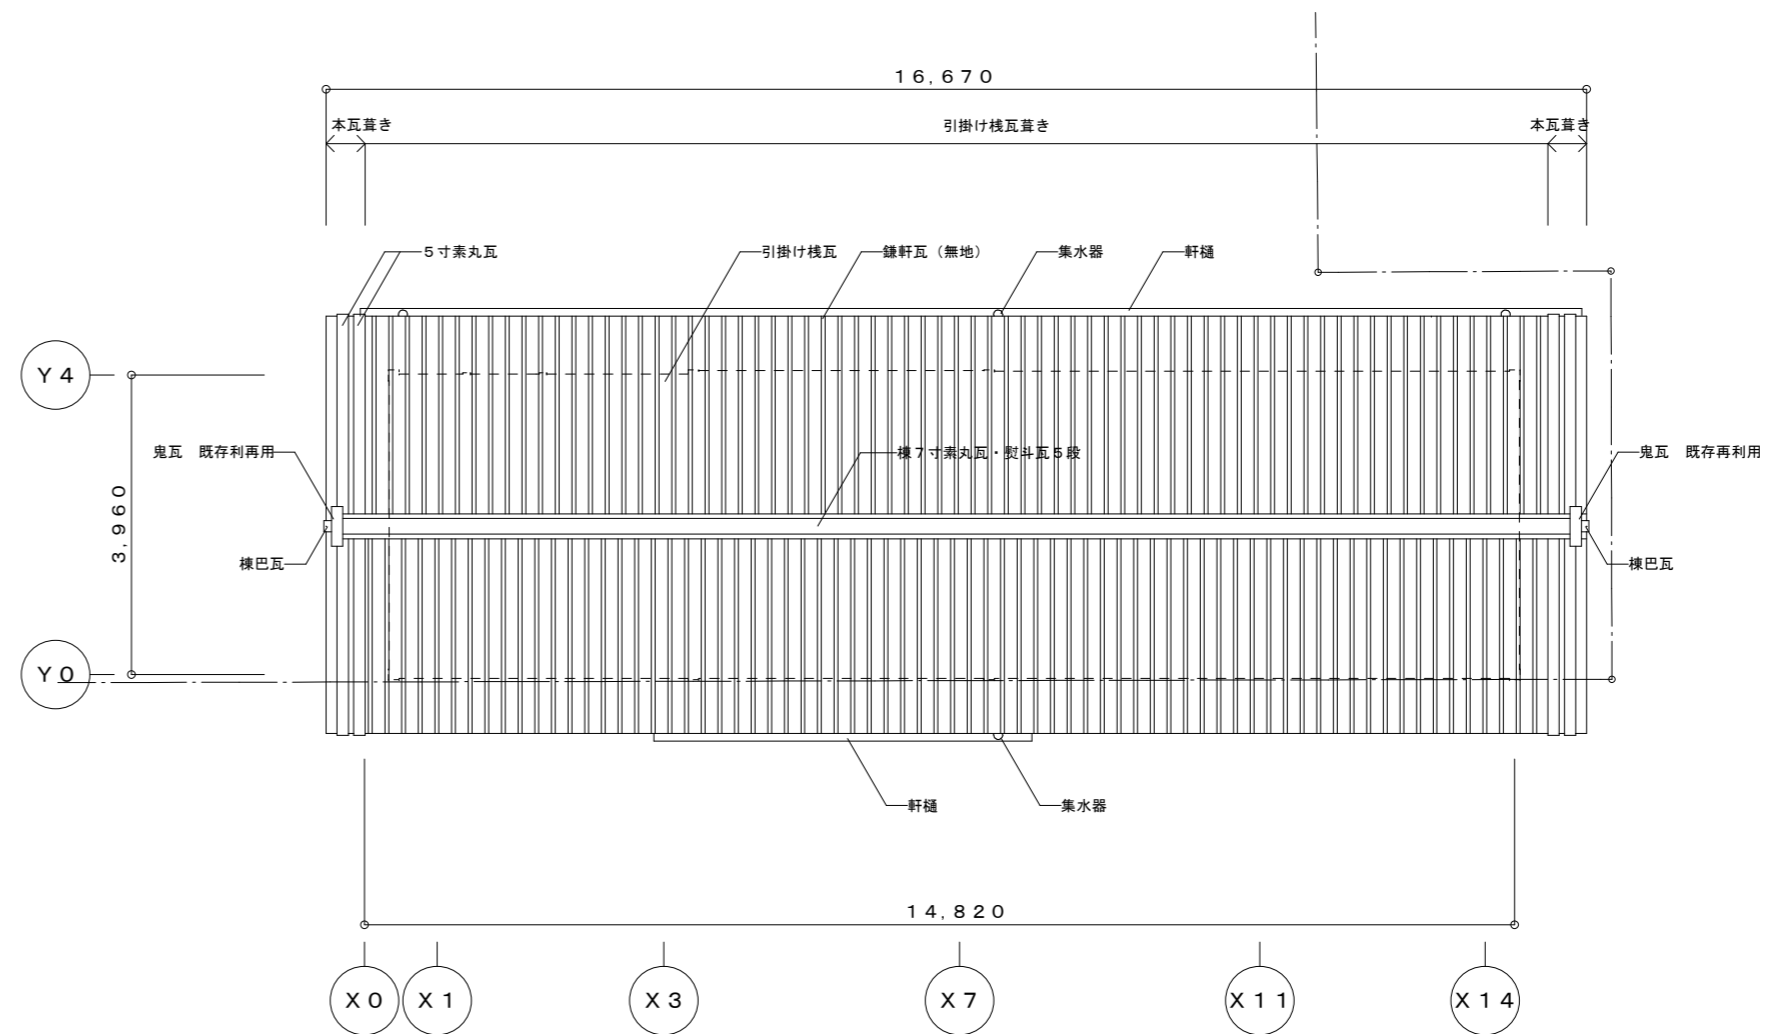 １６,６７０
本瓦葺き
引掛け桟瓦葺き
本瓦葺き
５寸素丸瓦
引掛け桟瓦
鎌軒瓦（無地）
集水器
軒樋
Ｙ４
鬼瓦　既存利再用
棟７寸素丸瓦・熨斗瓦５段
鬼瓦　既存再利用
３,９６０
棟巴瓦
棟巴瓦
Ｙ０
軒樋
集水器
１４,８２０
Ｘ０
Ｘ１
Ｘ３
Ｘ７
Ｘ１１
Ｘ１４